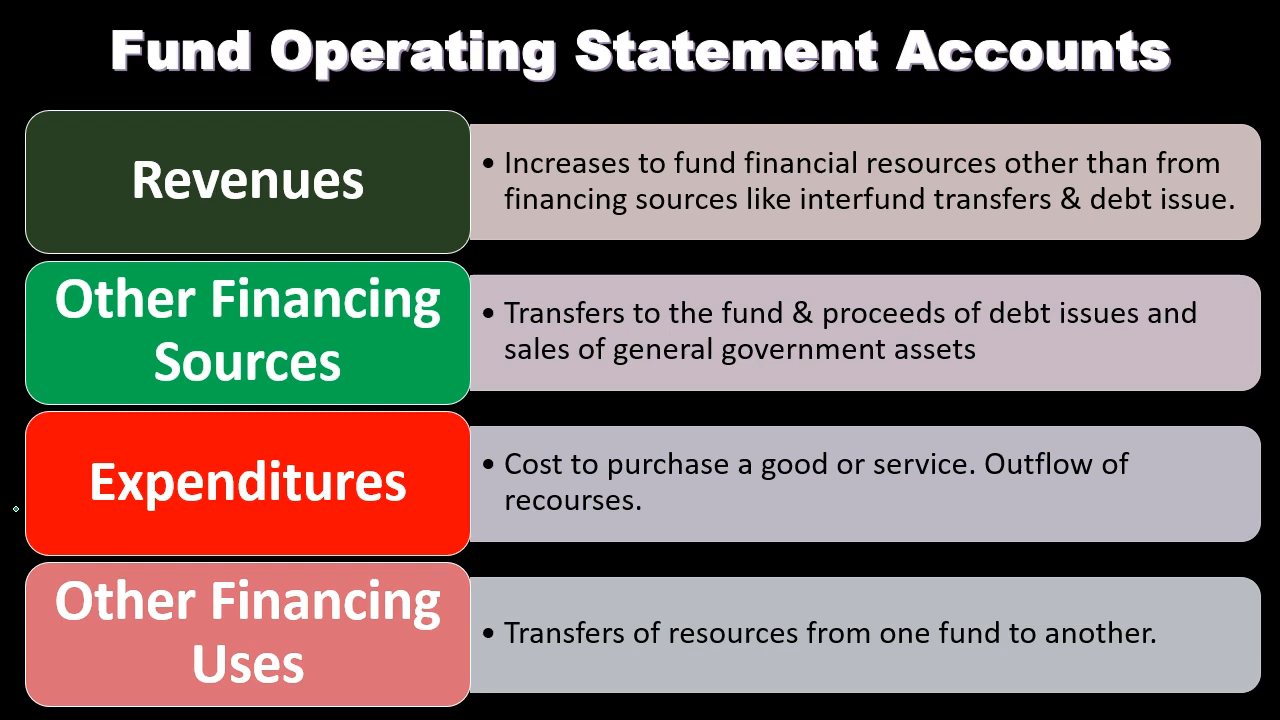 Fund Operating Statement Accounts
Revenues
• Increases to fund financial resources other than from
financing sources like interfund transfers & debt issue.
Other Financing
Sources
• Transfers to the fund & proceeds of debt issues and
sales of general government assets
Expenditures
• Cost to purchase a good or service. Outflow of
recourses.
Other Financing
Uses
• Transfers of resources from one fund to another.